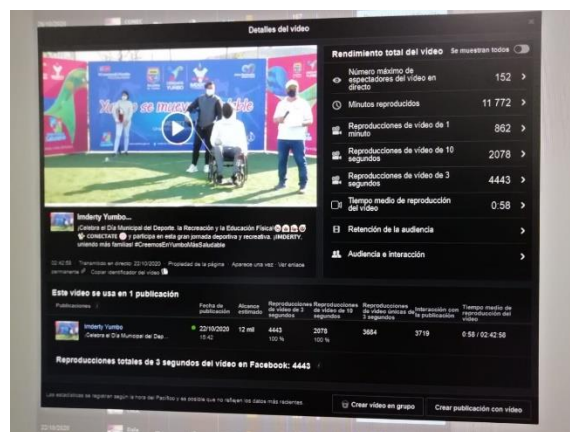 Detalles del vídeo
Rendimiento total del vídeo
Se muestran todos
Número máximo de
espectadores del vídeo en
directo
152
Minutos reproducidos
11 772
Reproducciones de vídeo de 1
minuto
862
Reproducciones de vídeo de 10
segundos
2078
Reproducciones de vídeo de 3
segundos
4443
Tiempo medio de reproducción
del vídeo
0:58
Retención de la audiencia
Audiencia e interacción
se mueve
Imderty Yumbo...
¡Celebra el Día Municipal del Deporte, la Recreación y la Educación Física!
CONECTATE y participa en esta gran jornada deportiva y recreativa. ¡IMDERTY,
uniendo más familias! #CreemosEnYumboMásSaludable
02:42:58 · Transmitido en directo: 22/10/2020 · Propiedad de la página · Aparece una vez · Ver enlace
permanente · Copiar identificador del vídeo
Este vídeo se usa en 1 publicación
Publicaciones
Fecha de
publicación
Alcance
estimado
Reproducciones
de vídeo de 3
segundos
Reproducciones
de vídeo de 10
segundos
Reproducciones
de vídeo únicas de
3 segundos
Interacción con
la publicación
Tiempo medio de
reproducción del
vídeo
Imderty Yumbo
¡Celebra el Día Municipal del Dep...
22/10/2020
15:42
12 mil
4443
100 %
2078
100 %
3684
3719
0:58 / 02:42:58
Reproducciones totales de 3 segundos del vídeo en Facebook: 4443
Las estadísticas se registran según la hora del Pacífico y es posible que no reflejen los datos más recientes.
Crear vídeo en grupo
Crear publicación con vídeo